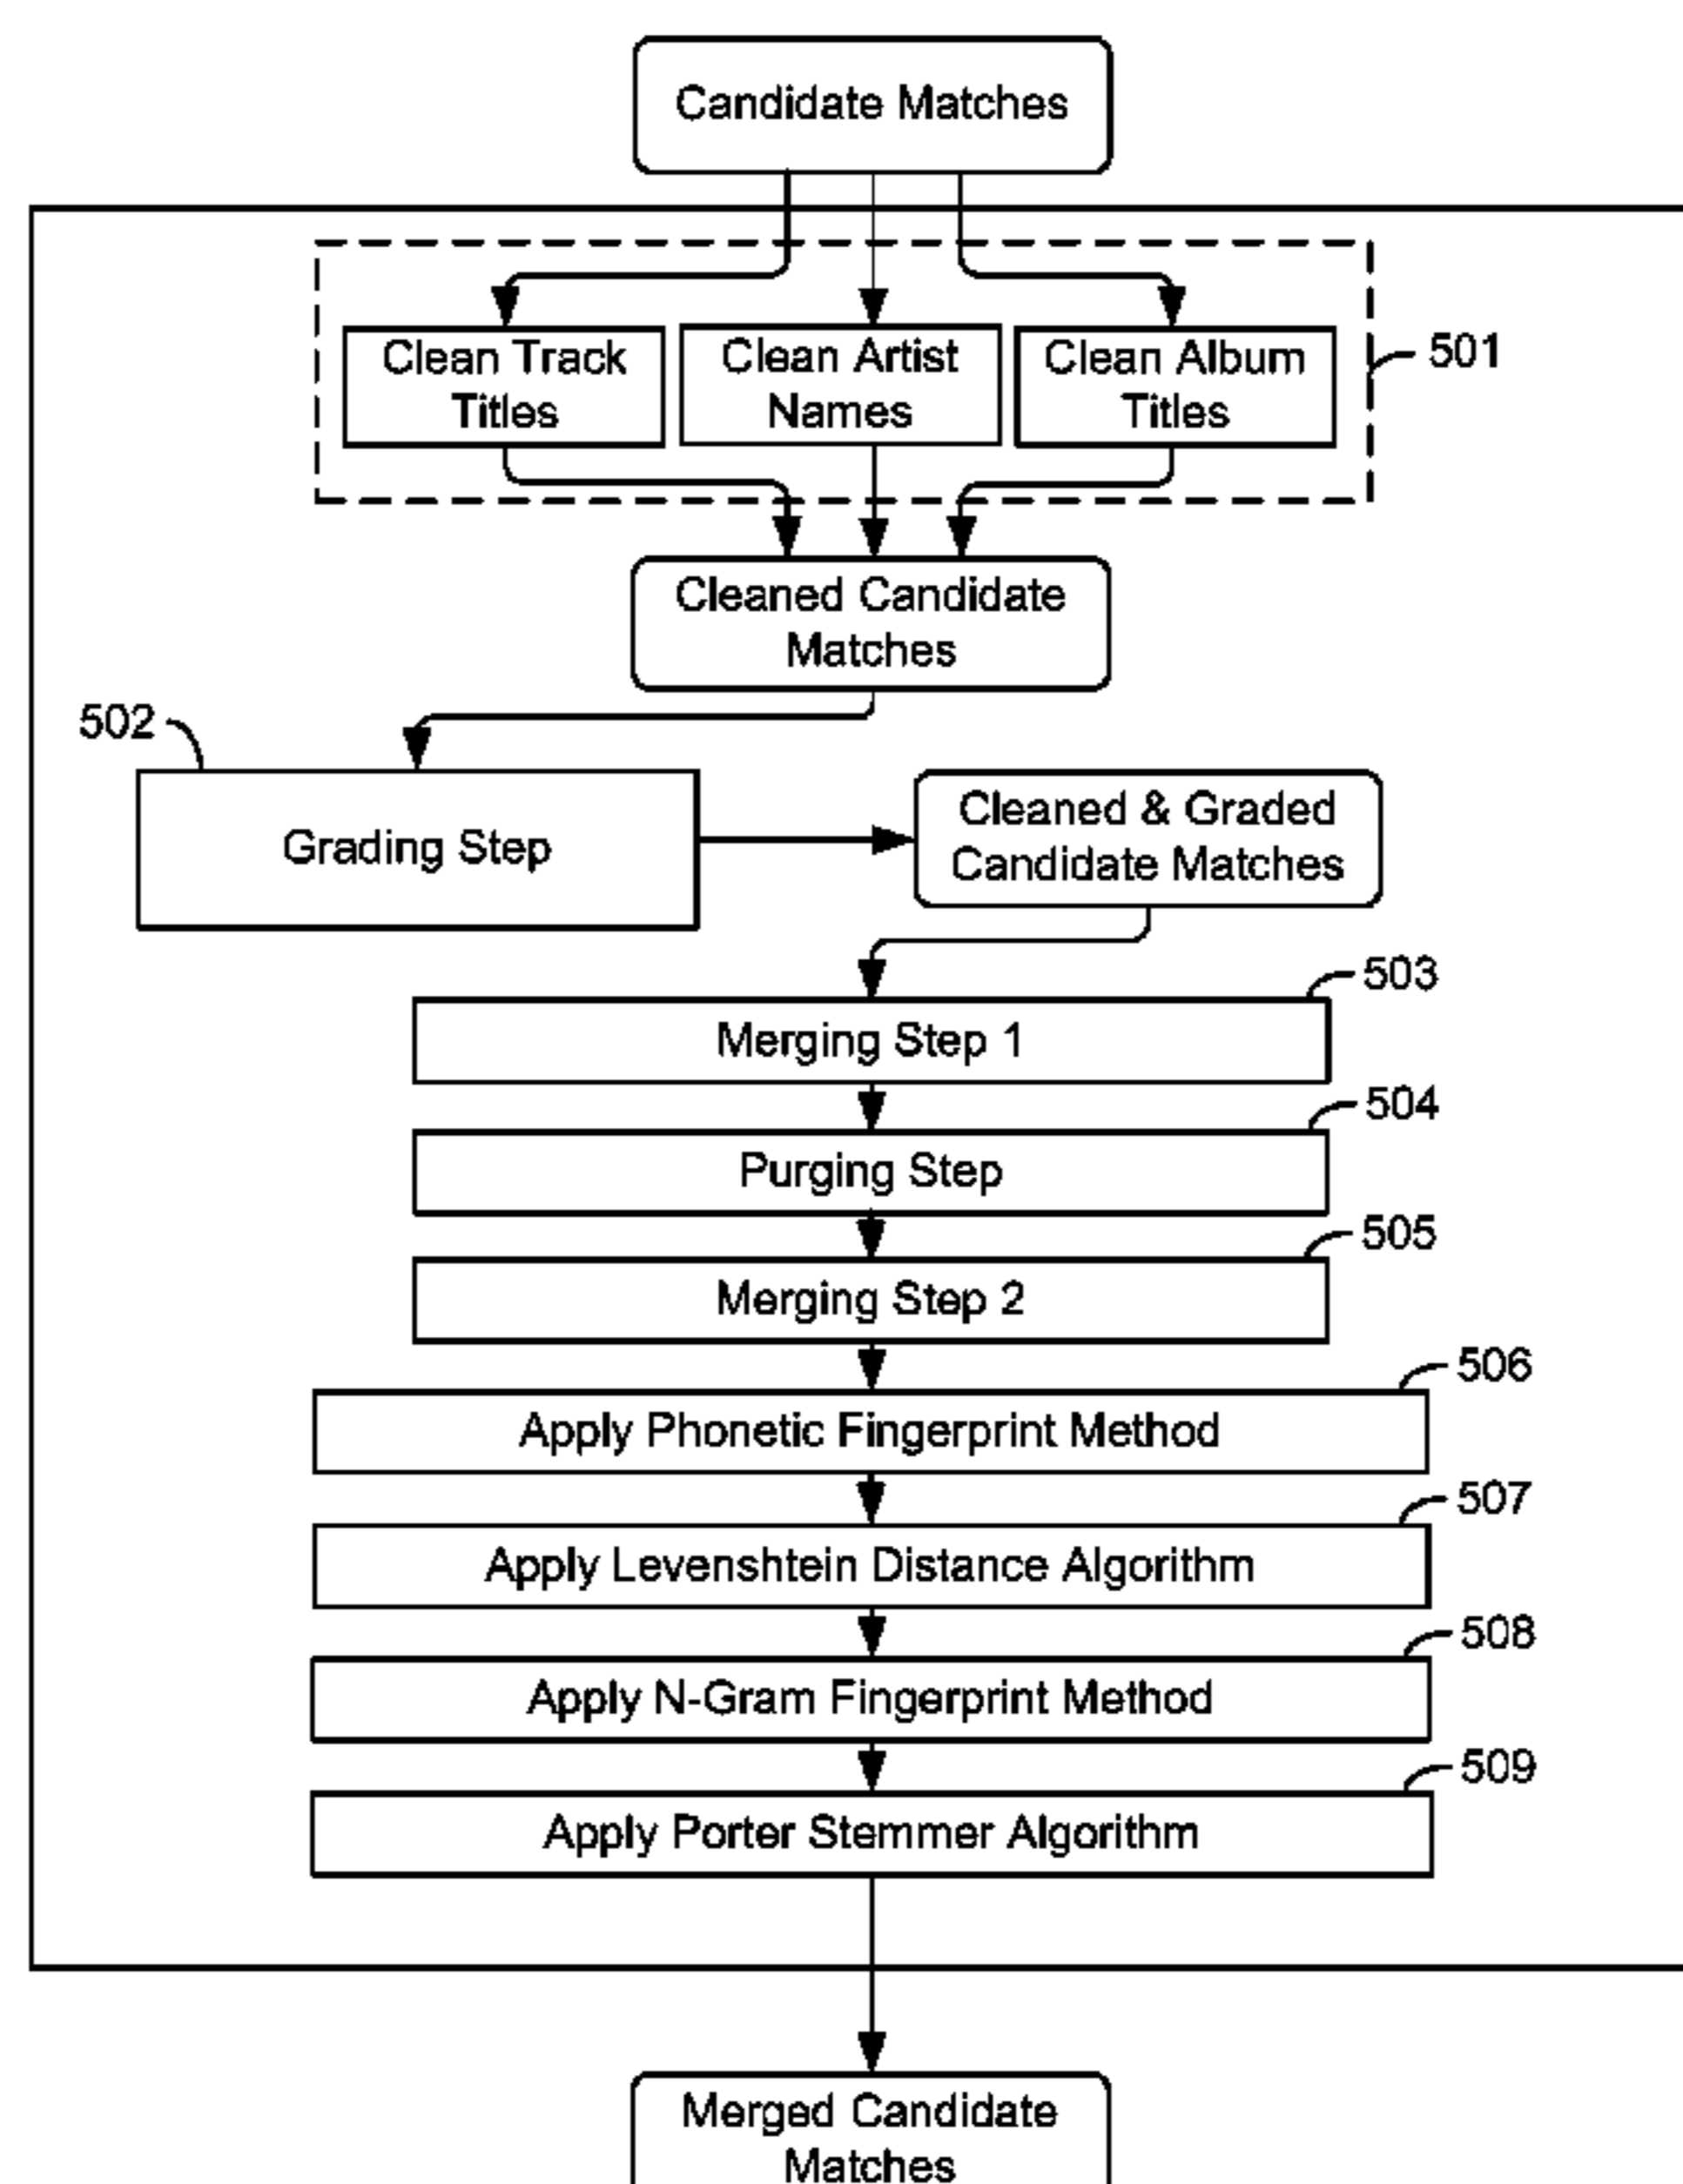 Candidate Matches
Clean Track
Titles
Clean Artist
Names
Clean Album
Titles
501
Cleaned Candidate
Matches
502
Grading Step
Cleaned & Graded
Candidate Matches
503
Merging Step 1
504
Purging Step
505
Merging Step 2
506
Apply Phonetic Fingerprint Method
507
Apply Levenshtein Distance Algorithm
508
Apply N-Gram Fingerprint Method
509
Apply Porter Stemmer Algorithm
Merged Candidate
Matches